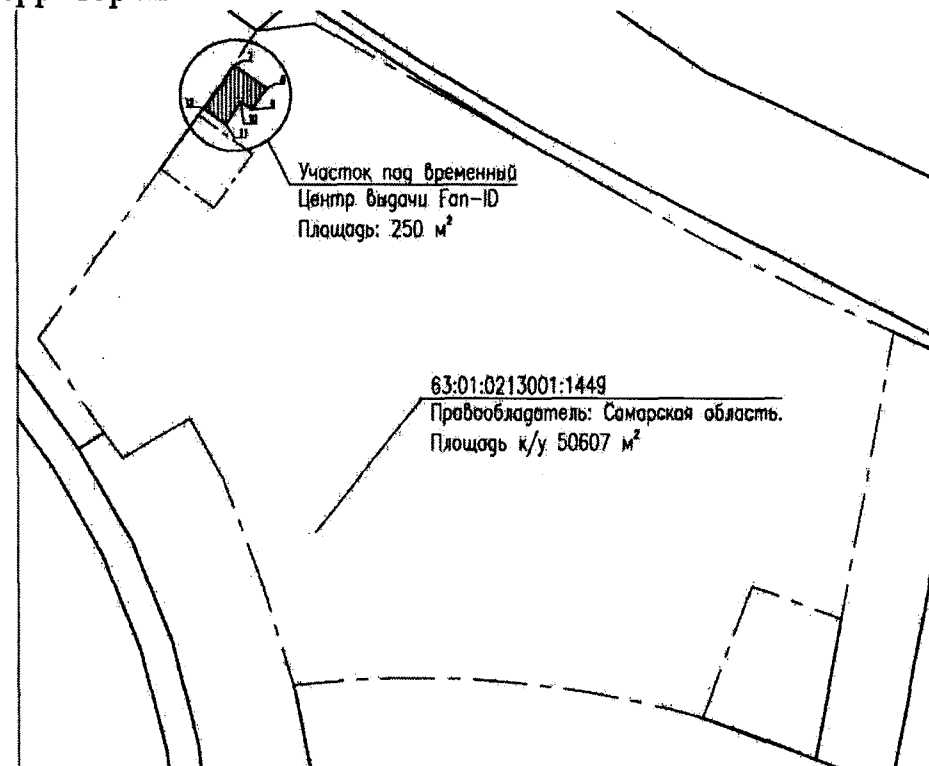 Участок под временный
Центр выдачи Fan-ID
Площадь: 250 м²
63:01:0213001:1449
Правообладатель: Самарская область.
Площадь к/у 50607 м²